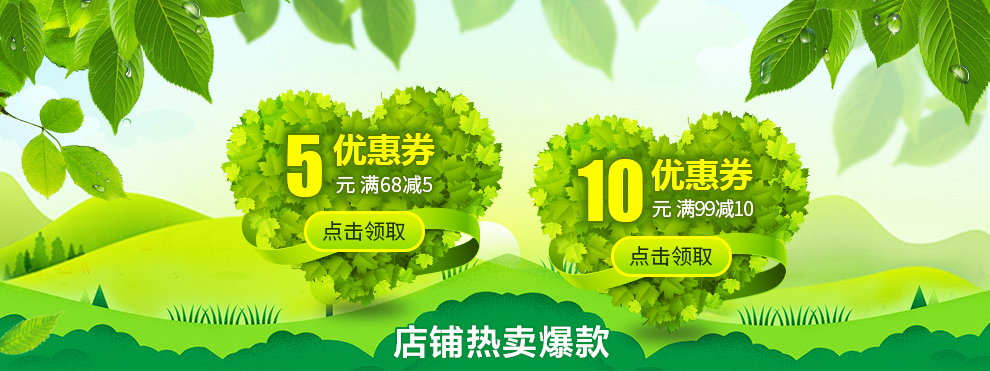 5 优惠券
元 满68减5
点击领取
10 优惠券
元 满99减10
点击领取
店铺热卖爆款